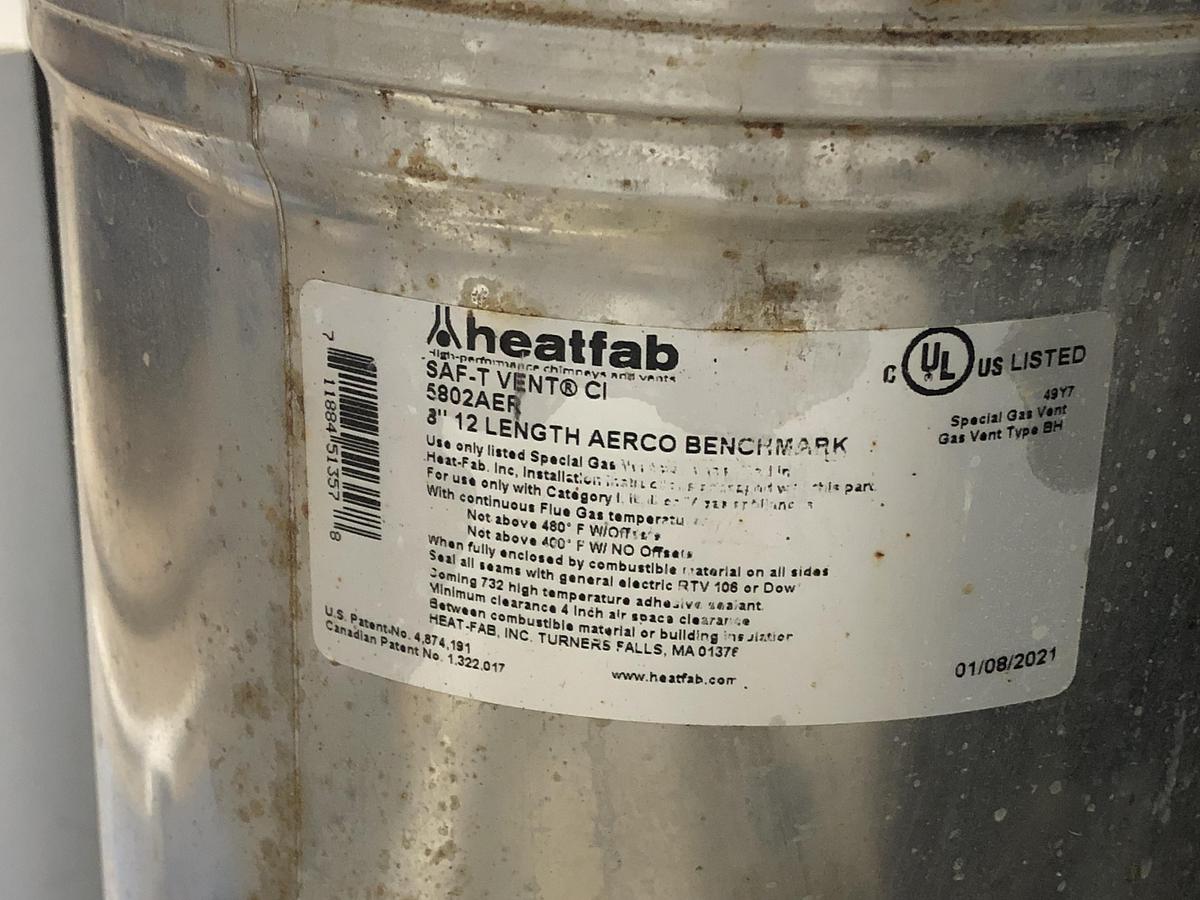 heatfab
High-performance chimneys and vents
SAF-T VENT® CI
5802AER
8" 12 LENGTH AERCO BENCHMARK
Use only listed Special Gas in
Heat-Fab, Inc. Installation this part.
For use only with Category gas
With continuous Flue Gas
Not above 480° F W/Offsets
Not above 400° F W/ NO Offsets
When fully enclosed by combustible material on all sides
Seal all seams with general electric RTV 106 or Dow
Corning 732 high temperature adhesive sealant.
Minimum clearance 4 Inch air space clearance
Between combustible material or building insulation
HEAT-FAB, INC. TURNERS FALLS, MA 01376
www.heatfab.com
U.S. Patent No. 4,874,191
Canadian Patent No. 1,322,017
7 11884 51357 8
C UL US LISTED
49Y7
Special Gas Vent
Gas Vent Type BH
01/08/2021